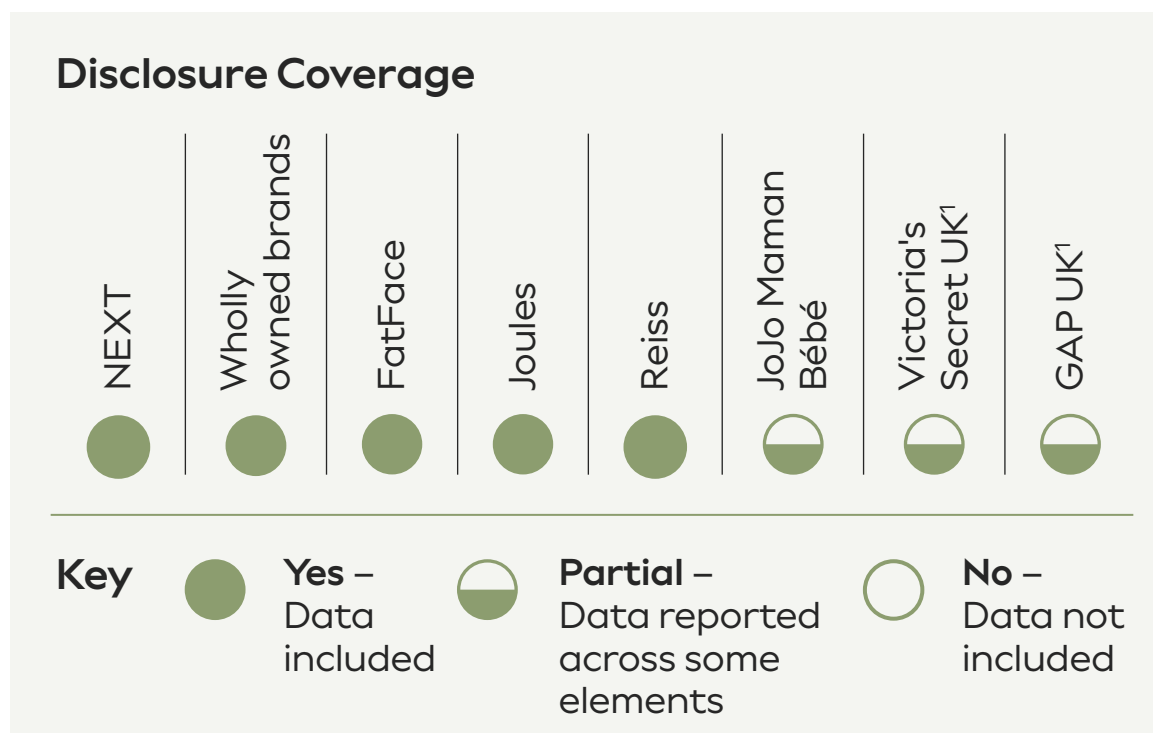 Disclosure Coverage
NEXT
Wholly
owned brands
FatFace
Joules
Reiss
JoJo Maman
Bébé
Victoria's
Secret UK¹
GAP UK¹
Key
Yes –
Data
included
Partial –
Data reported
across some
elements
No –
Data not
included